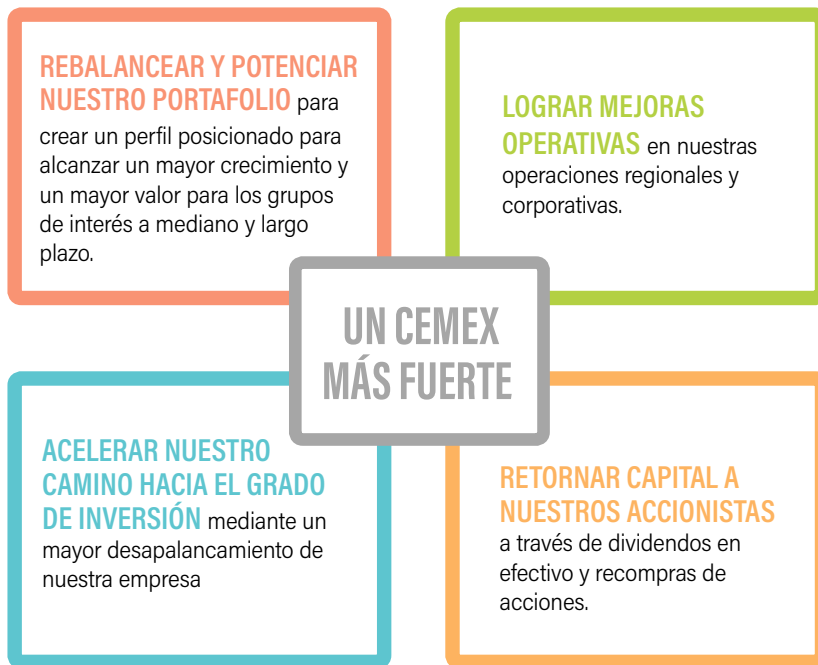 REBALANCEAR Y POTENCIAR
NUESTRO PORTAFOLIO para
crear un perfil posicionado para
alcanzar un mayor crecimiento y
un mayor valor para los grupos
de interés a mediano y largo
plazo.
LOGRAR MEJORAS
OPERATIVAS en nuestras
operaciones regionales y
corporativas.
UN CEMEX
MÁS FUERTE
ACELERAR NUESTRO
CAMINO HACIA EL GRADO
DE INVERSIÓN mediante un
mayor desapalancamiento de
nuestra empresa
RETORNAR CAPITAL A
NUESTROS ACCIONISTAS
a través de dividendos en
efectivo y recompras de
acciones.